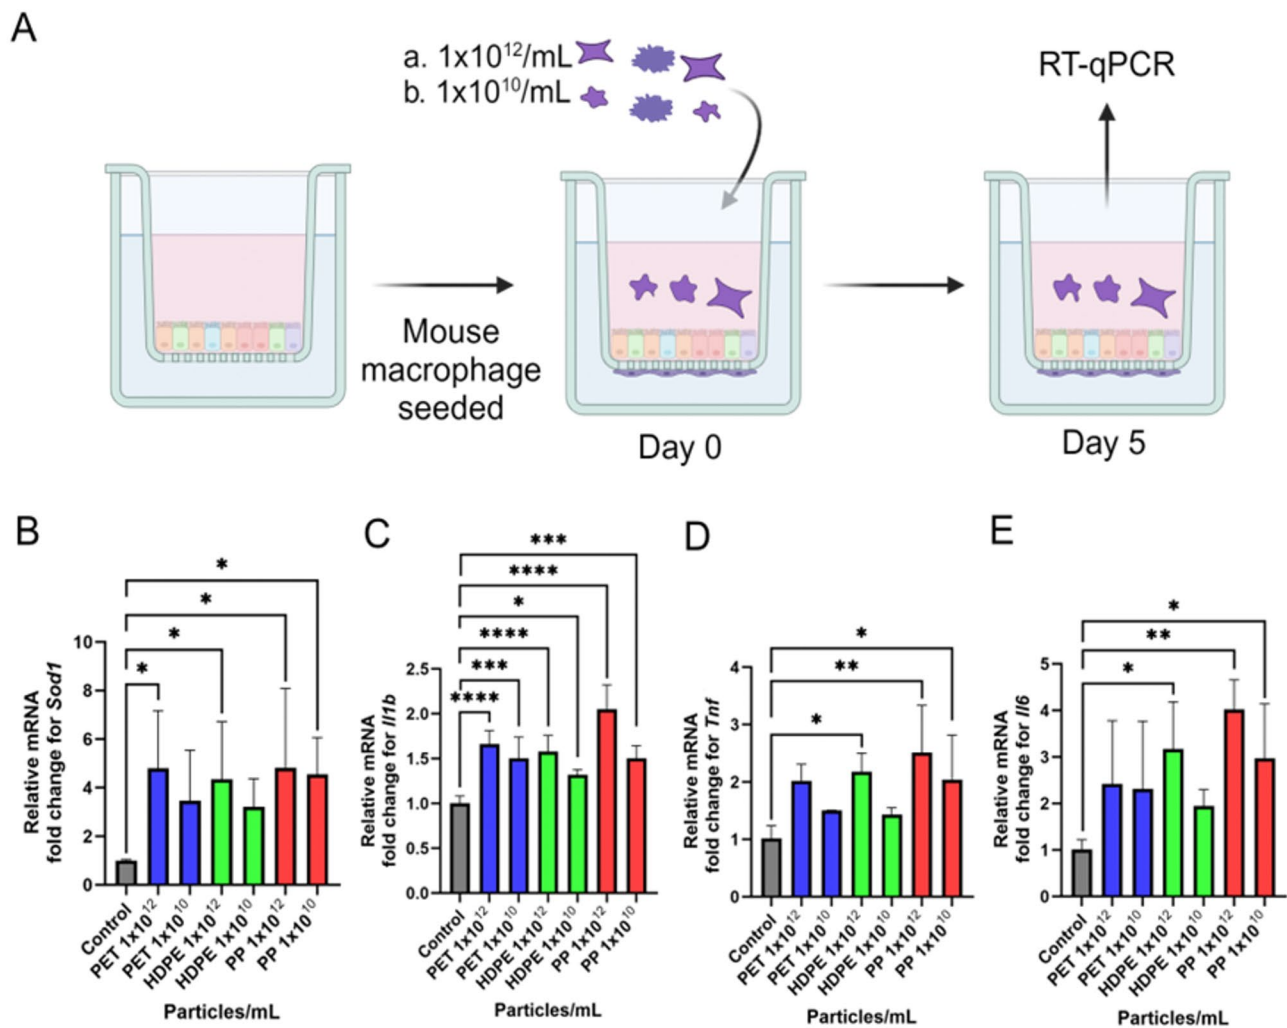 A
a. 1x10¹²/mL
b. 1x10¹⁰/mL
RT-qPCR
Mouse
macrophage
seeded
Day 0
Day 5
B
Relative mRNA
fold change for Sod1
10
8
6
4
2
0
*
*
*
*
Control
PET 1x10¹²
PET 1x10¹⁰
HDPE 1x10¹²
HDPE 1x10¹⁰
PP 1x10¹²
PP 1x10¹⁰
Particles/mL
C
Relative mRNA
fold change for Il1b
2.5
2.0
1.5
1.0
0.5
0.0
***
****
*
****
***
****
Control
PET 1x10¹²
PET 1x10¹⁰
HDPE 1x10¹²
HDPE 1x10¹⁰
PP 1x10¹²
PP 1x10¹⁰
Particles/mL
D
Relative mRNA
fold change for Tnf
4
3
2
1
0
*
**
*
Control
PET 1x10¹²
PET 1x10¹⁰
HDPE 1x10¹²
HDPE 1x10¹⁰
PP 1x10¹²
PP 1x10¹⁰
Particles/mL
E
Relative mRNA
fold change for Il6
5
4
3
2
1
0
*
**
*
Control
PET 1x10¹²
PET 1x10¹⁰
HDPE 1x10¹²
HDPE 1x10¹⁰
PP 1x10¹²
PP 1x10¹⁰
Particles/mL